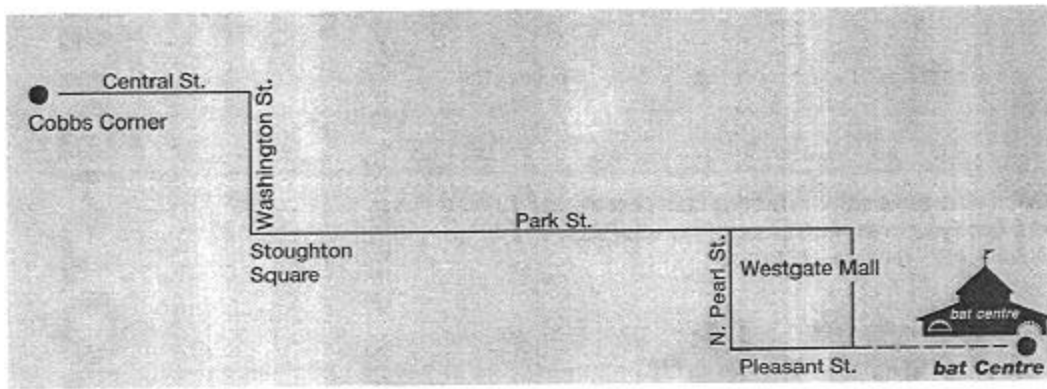 Central St.
Cobbs Corner
Washington St.
Park St.
Stoughton
Square
N. Pearl St.
Westgate Mall
bat centre
Pleasant St.
bat Centre